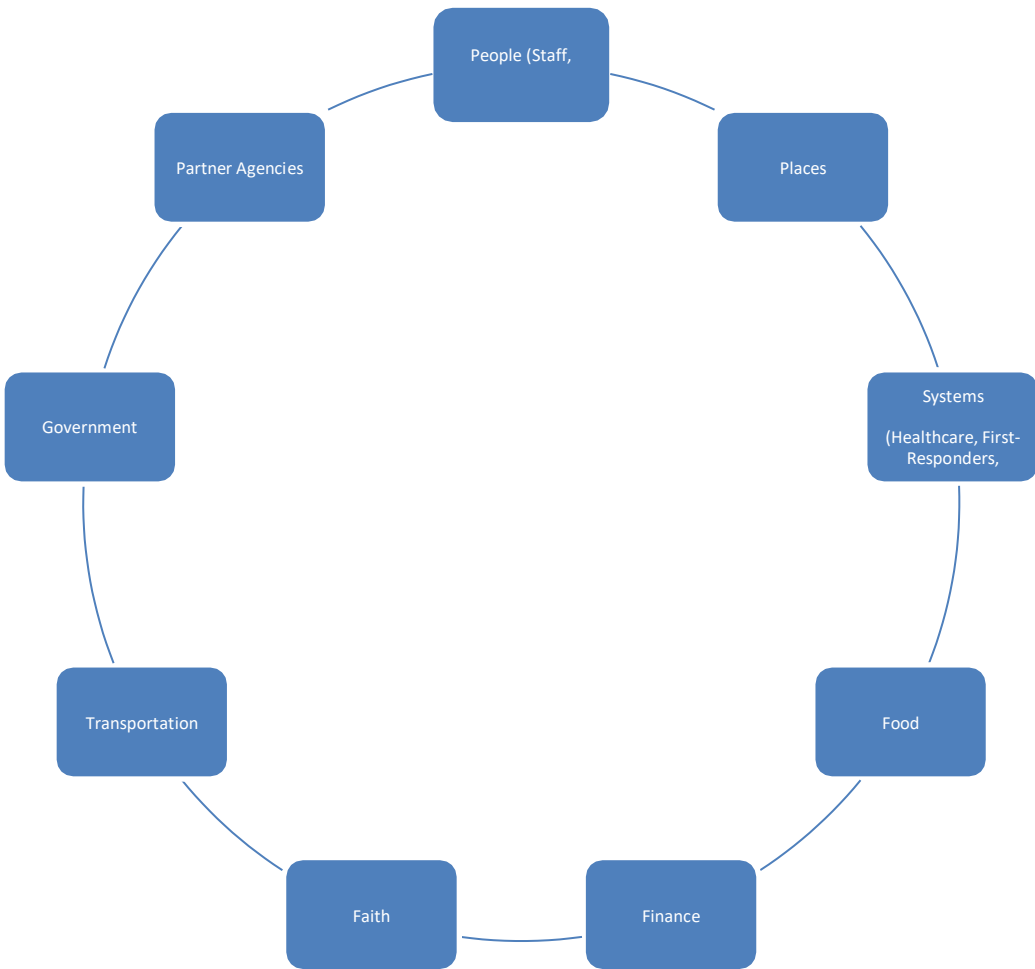 People (Staff,
Places
Systems
(Healthcare, First-
Responders,
Food
Finance
Faith
Transportation
Government
Partner Agencies